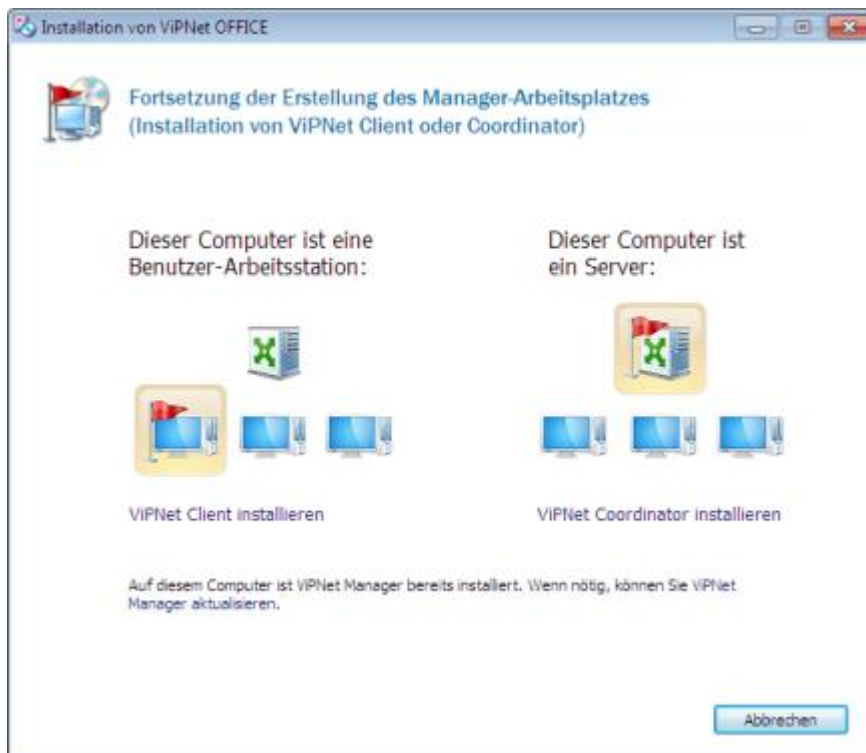 Installation von ViPNet OFFICE
Fortsetzung der Erstellung des Manager-Arbeitsplatzes
(Installation von ViPNet Client oder Coordinator)
Dieser Computer ist eine
Benutzer-Arbeitsstation:
Dieser Computer ist
ein Server:
ViPNet Client installieren
ViPNet Coordinator installieren
Auf diesem Computer ist ViPNet Manager bereits installiert. Wenn nötig, können Sie ViPNet
Manager aktualisieren.
Abbrechen